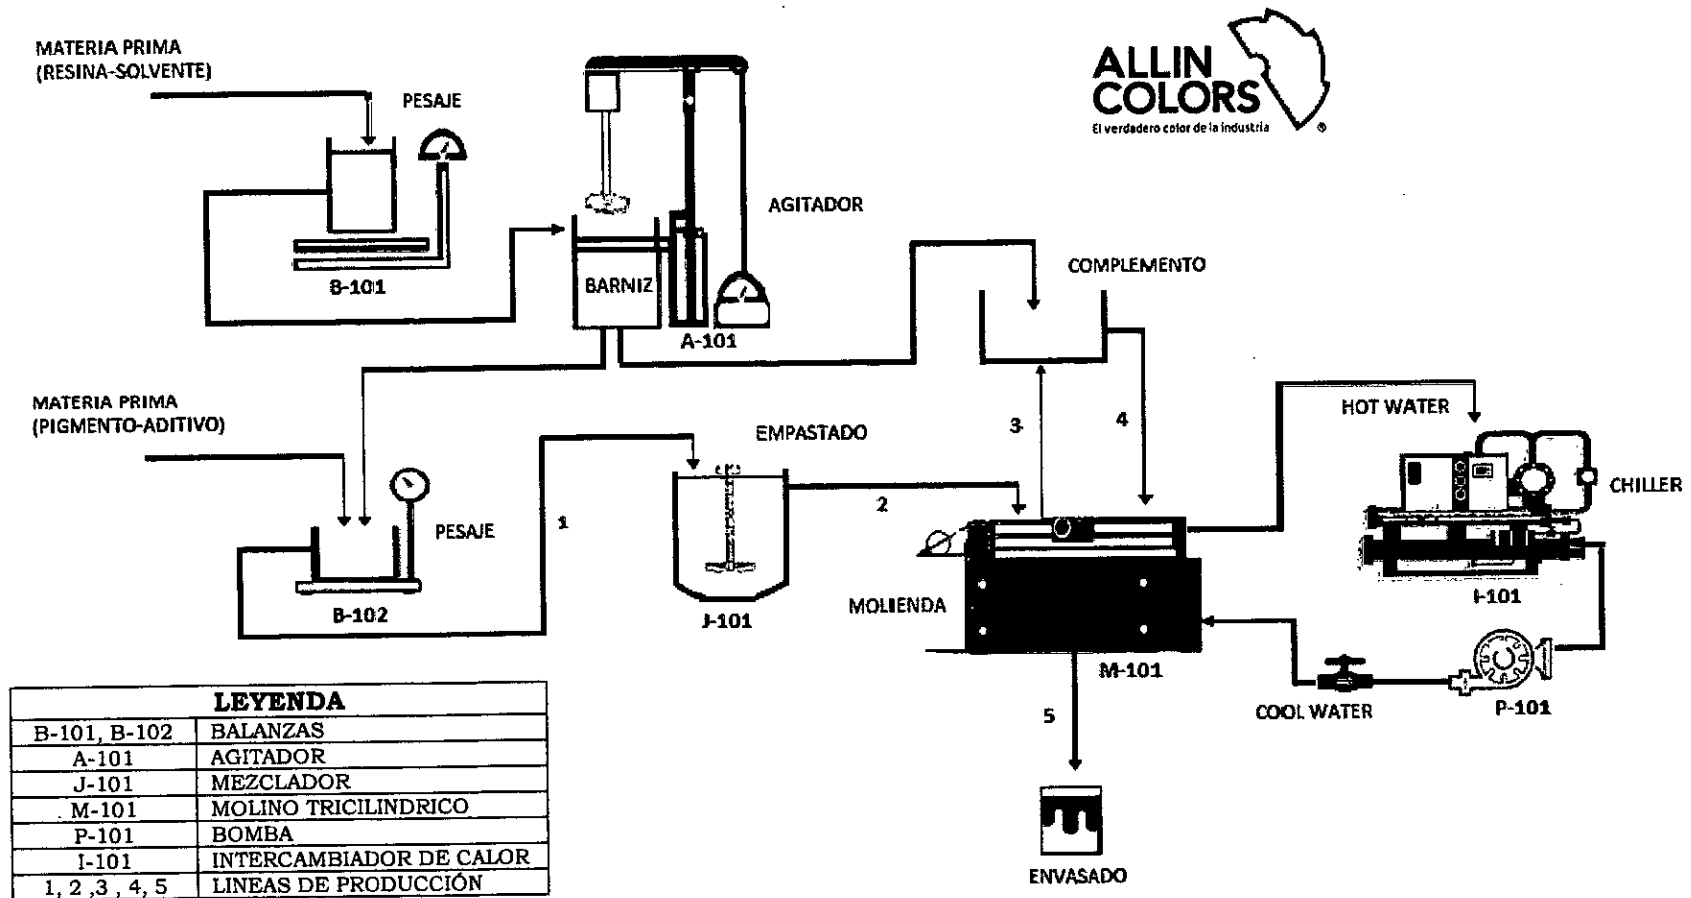 MATERIA PRIMA
(RESINA-SOLVENTE)
PESAJE
B-101
BARNIZ
AGITADOR
A-101
ALLIN
COLORS
El verdadero color de la industria
®
COMPLEMENTO
MATERIA PRIMA
(PIGMENTO-ADITIVO)
PESAJE
B-102
1
EMPASTADO
J-101
2
3
4
MOLIENDA
M-101
5
ENVASADO
HOT WATER
CHILLER
I-101
COOL WATER
P-101
LEYENDA
B-101, B-102 BALANZAS
A-101 AGITADOR
J-101 MEZCLADOR
M-101 MOLINO TRICILINDRICO
P-101 BOMBA
I-101 INTERCAMBIADOR DE CALOR
1, 2 ,3 , 4, 5 LINEAS DE PRODUCCIÓN